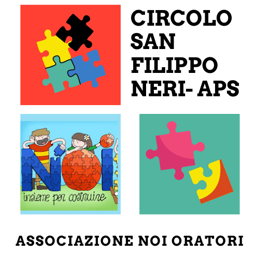 CIRCOLO
SAN
FILIPPO
NERI- APS
NOI
insieme per costruire
ASSOCIAZIONE NOI ORATORI